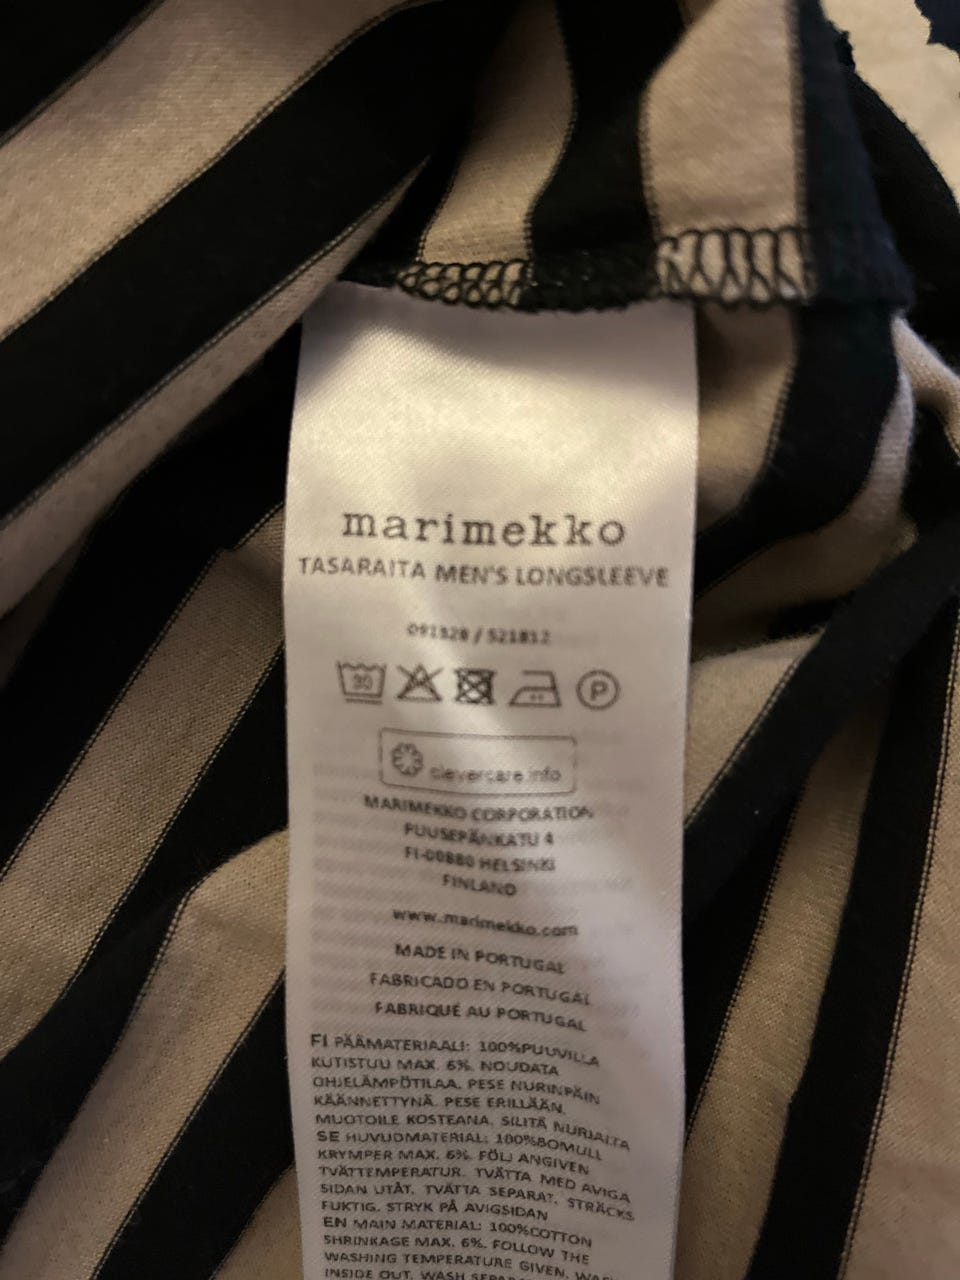 marimekko
TASARAITA MEN'S LONGSLEEVE
091328 / 521812
30 P
clevercare.info
MARIMEKKO CORPORATION
PUUSEPÄNKATU 4
FI-00880 HELSINKI
FINLAND
www.marimekko.com
MADE IN PORTUGAL
FABRICADO EN PORTUGAL
FABRIQUÉ AU PORTUGAL
FI PÄÄMATERIAALI: 100%PUUVILLA
KUTISTUU MAX. 6%. NOUDATA
OHJELÄMPÖTILAA. PESE NURINPÄIN
KÄÄNNETTYNÄ. PESE ERILLÄÄN.
MUOTOILE KOSTEANA. SILITÄ NURJALTA
SE HUVUDMATERIAL: 100%BOMULL
KRYMPER MAX. 6%. FÖLJ ANGIVEN
TVÄTTEMPERATUR. TVÄTTA MED AVIGA
SIDAN UTÅT. TVÄTTA SEPARAT. STRÄCKS
FUKTIG. STRYK PÅ AVIGSIDAN
EN MAIN MATERIAL: 100%COTTON
SHRINKAGE MAX. 6%. FOLLOW THE
WASHING TEMPERATURE GIVEN.
INSIDE OUT. WASH